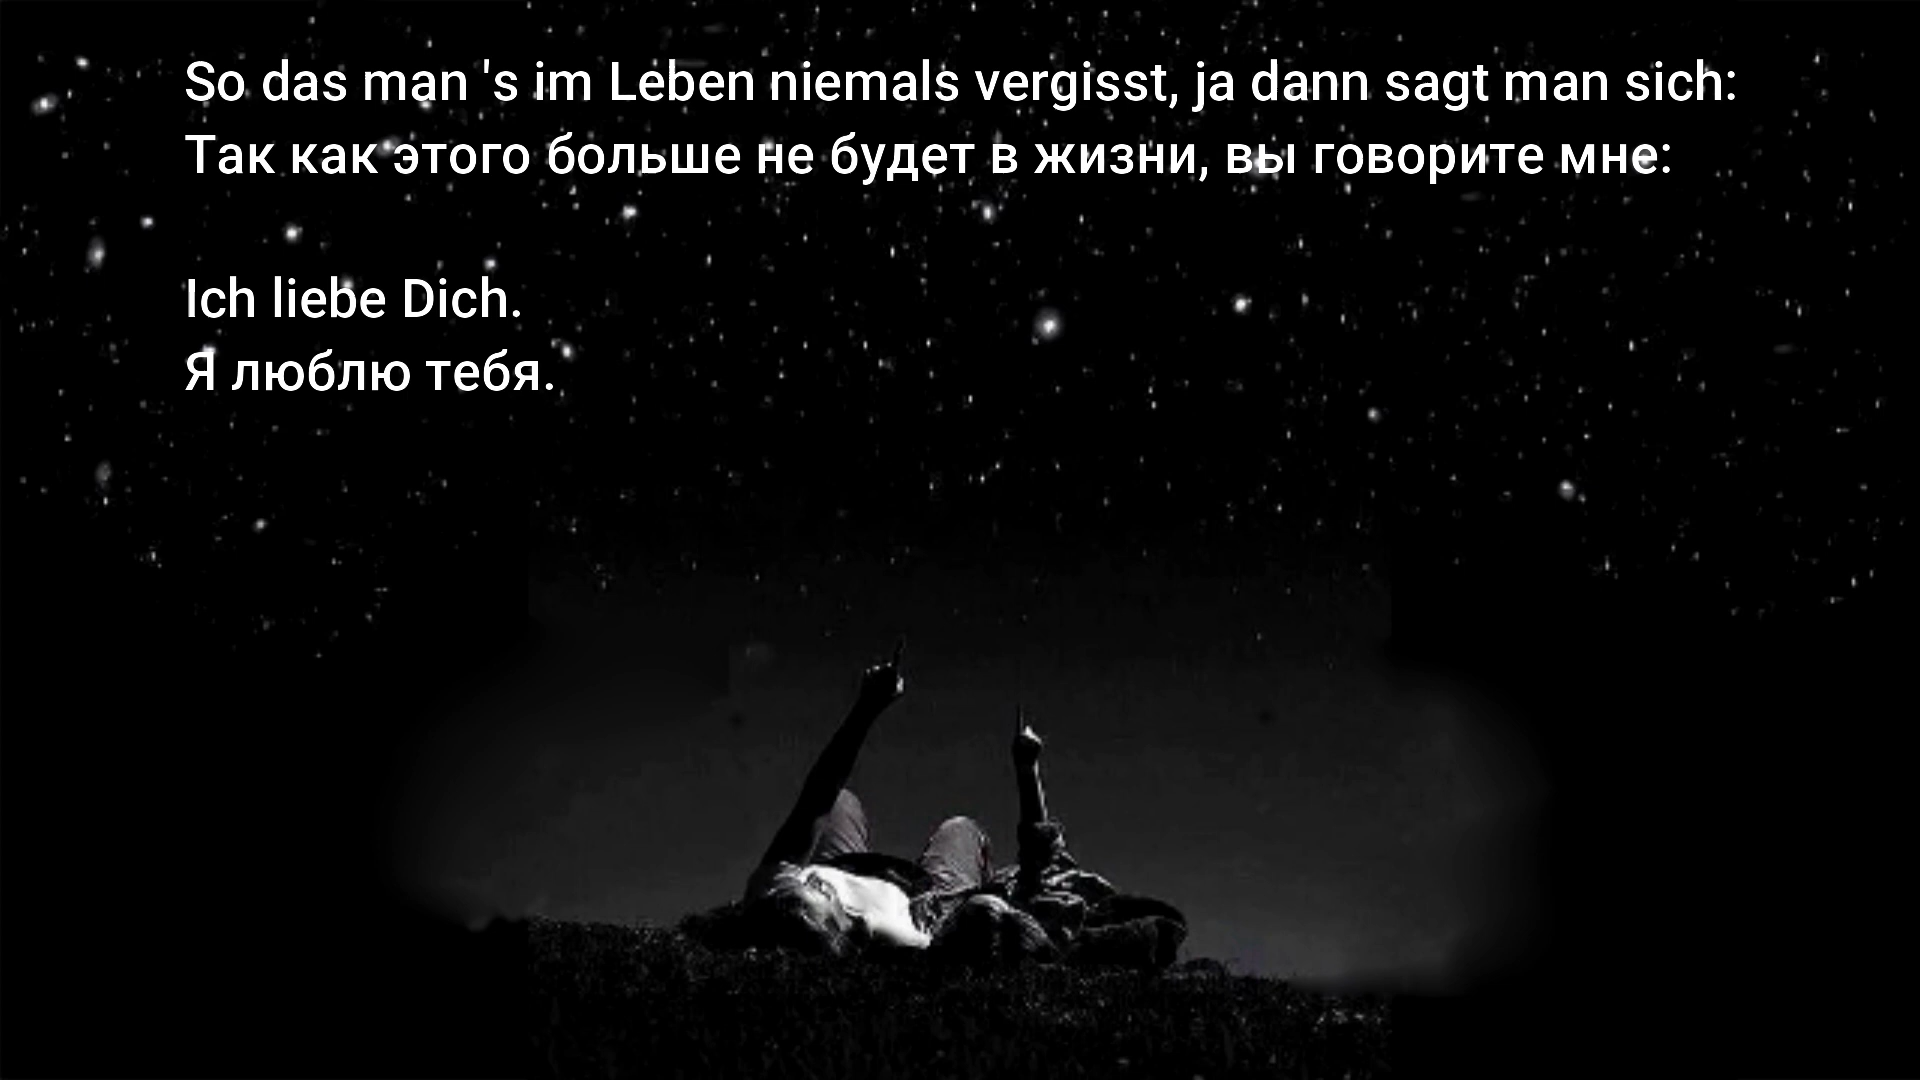 So das man 's im Leben niemals vergisst, ja dann sagt man sich:
Так как этого больше не будет в жизни, вы говорите мне:
Ich liebe Dich.
Я люблю тебя.